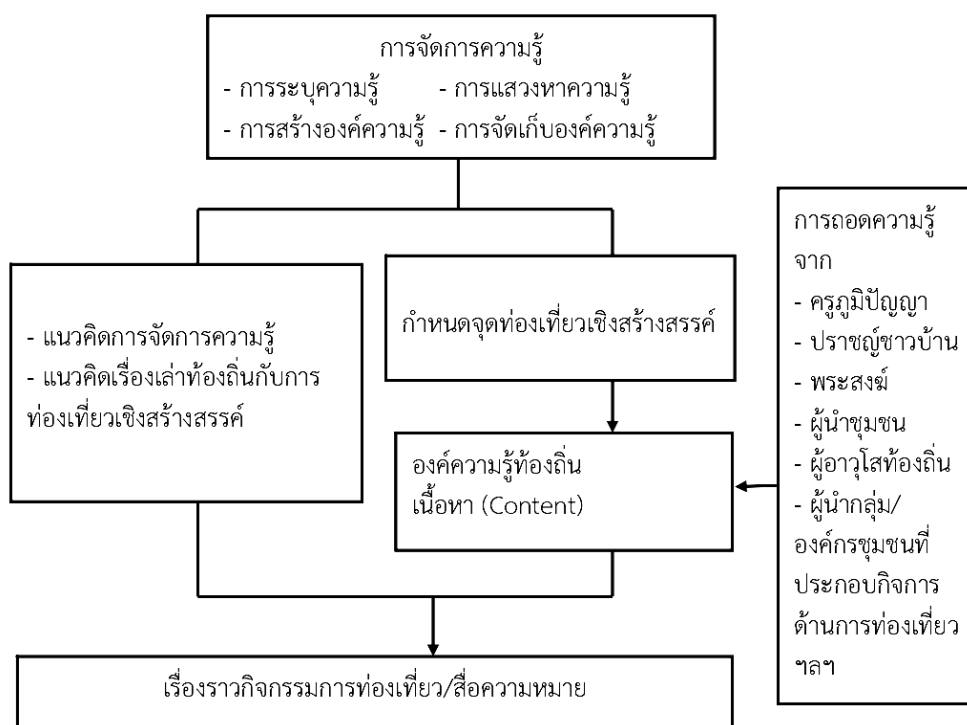 การจัดการความรู้
- การระบุความรู้ - การแสวงหาความรู้
- การสร้างองค์ความรู้ - การจัดเก็บองค์ความรู้
- แนวคิดการจัดการความรู้
- แนวคิดเรื่องเล่าท้องถิ่นกับการ
ท่องเที่ยวเชิงสร้างสรรค์
กำหนดจุดท่องเที่ยวเชิงสร้างสรรค์
องค์ความรู้ท้องถิ่น
เนื้อหา (Content)
การถอดความรู้
จาก
- ครูภูมิปัญญา
- ปราชญ์ชาวบ้าน
- พระสงฆ์
- ผู้นำชุมชน
- ผู้อาวุโสท้องถิ่น
- ผู้นำกลุ่ม/
องค์กรชุมชนที่
ประกอบกิจการ
ด้านการท่องเที่ยว
ฯลฯ
เรื่องราวกิจกรรมการท่องเที่ยว/สื่อความหมาย